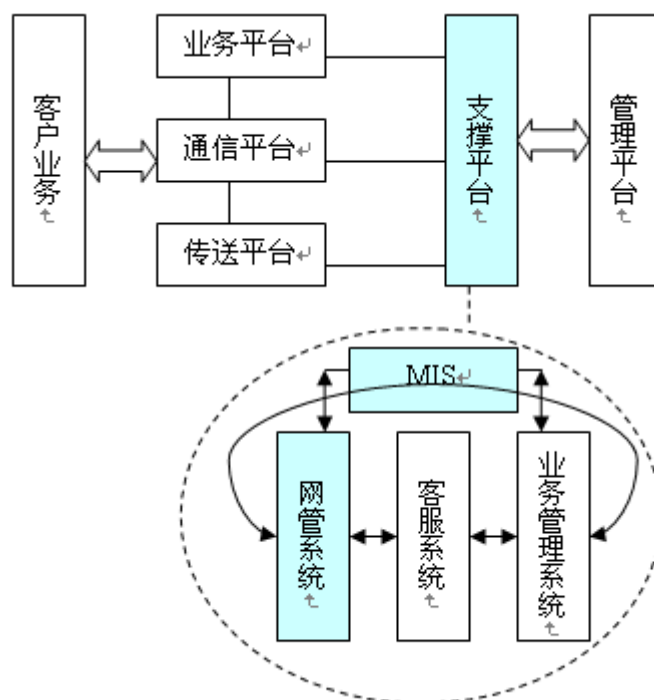 业务平台
客户业务
通信平台
传送平台
支撑平台
管理平台
MIS
网管系统
客服系统
业务管理系统